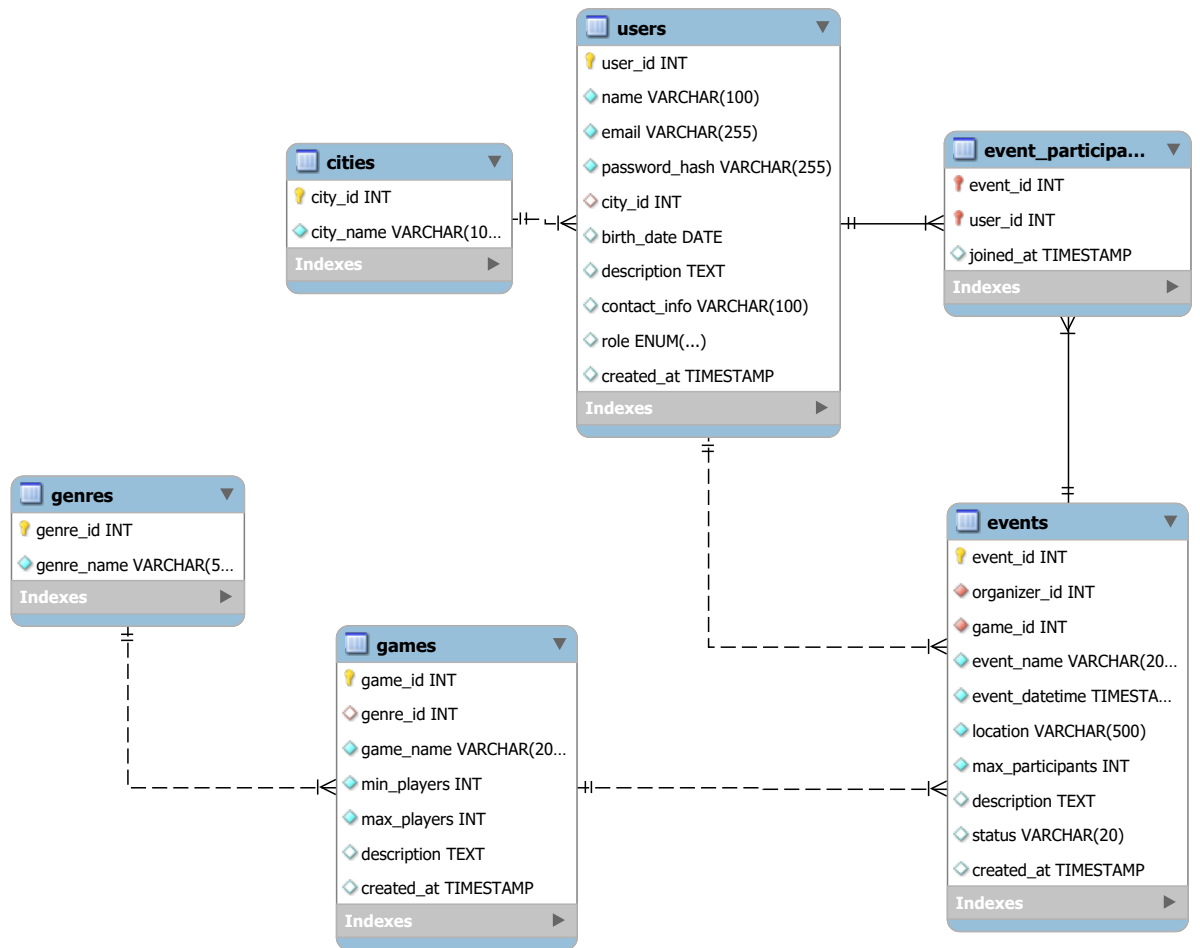 users
user_id INT
name VARCHAR(100)
email VARCHAR(255)
password_hash VARCHAR(255)
city_id INT
birth_date DATE
description TEXT
contact_info VARCHAR(100)
role ENUM(...)
created_at TIMESTAMP
Indexes
cities
city_id INT
city_name VARCHAR(10...
Indexes
event_participa...
event_id INT
user_id INT
joined_at TIMESTAMP
Indexes
genres
genre_id INT
genre_name VARCHAR(5...
Indexes
games
game_id INT
genre_id INT
game_name VARCHAR(20...
min_players INT
max_players INT
description TEXT
created_at TIMESTAMP
Indexes
events
event_id INT
organizer_id INT
game_id INT
event_name VARCHAR(20...
event_datetime TIMESTA...
location VARCHAR(500)
max_participants INT
description TEXT
status VARCHAR(20)
created_at TIMESTAMP
Indexes